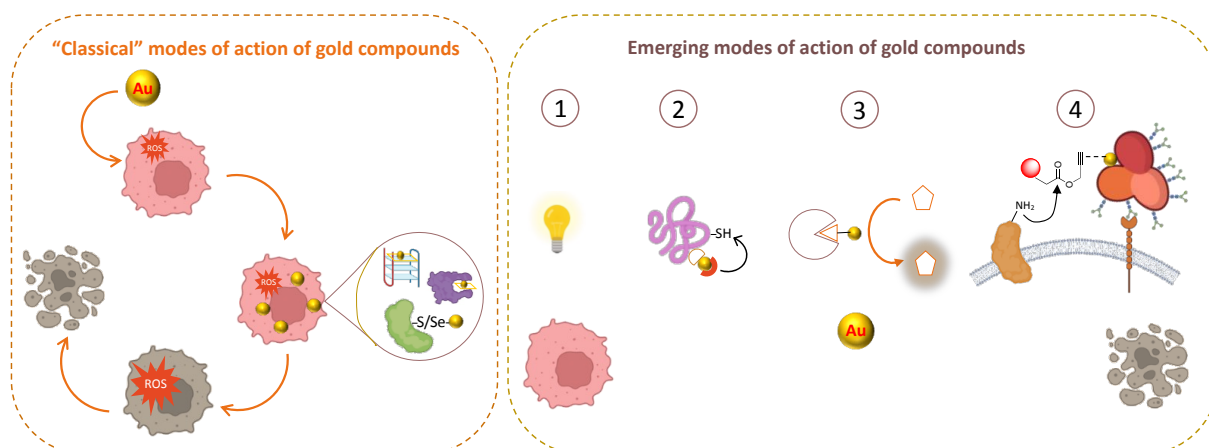 “Classical” modes of action of gold compounds
Au
ROS
ROS
-S/Se-
ROS
Emerging modes of action of gold compounds
1
2
3
4
O
O
NH₂
-SH
Au